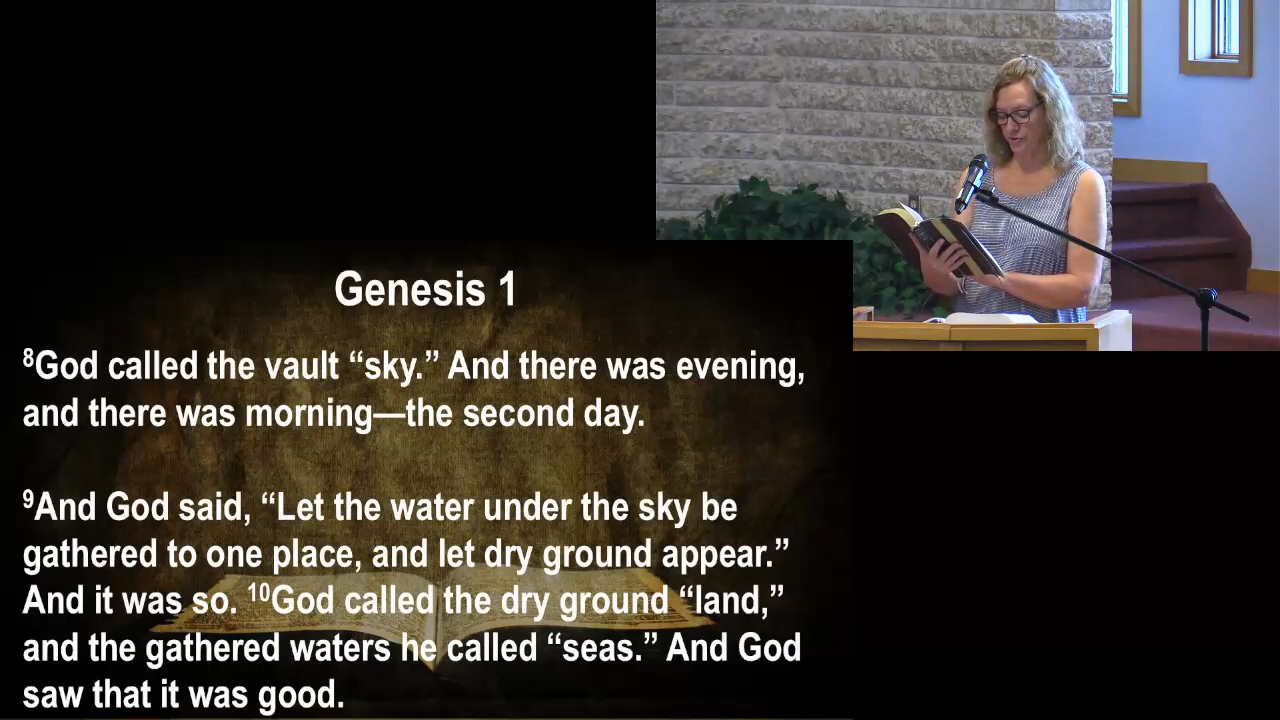 Genesis 1
⁸God called the vault “sky.” And there was evening,
and there was morning—the second day.
⁹And God said, “Let the water under the sky be
gathered to one place, and let dry ground appear.”
And it was so. ¹⁰God called the dry ground “land,”
and the gathered waters he called “seas.” And God
saw that it was good.